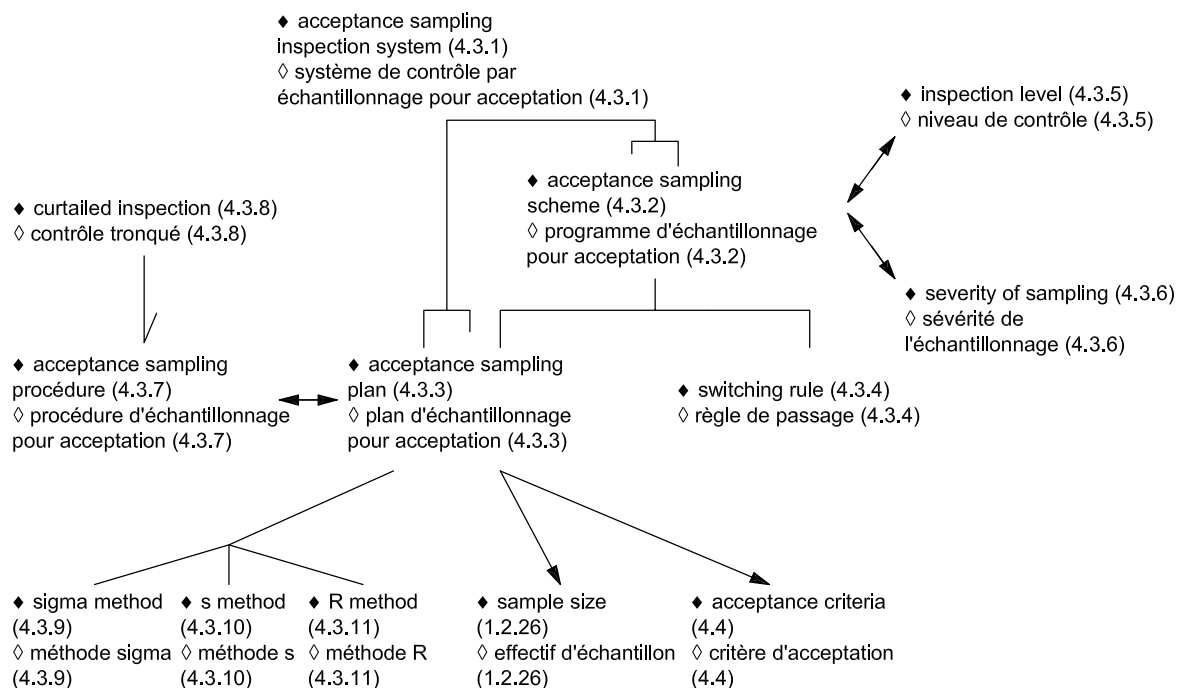 ♦ acceptance sampling
inspection system (4.3.1)
◊ système de contrôle par
échantillonnage pour acceptation (4.3.1)
♦ inspection level (4.3.5)
◊ niveau de contrôle (4.3.5)
♦ acceptance sampling
scheme (4.3.2)
◊ programme d'échantillonnage
pour acceptation (4.3.2)
♦ curtailed inspection (4.3.8)
◊ contrôle tronqué (4.3.8)
♦ severity of sampling (4.3.6)
◊ sévérité de
l'échantillonnage (4.3.6)
♦ acceptance sampling
procédure (4.3.7)
◊ procédure d'échantillonnage
pour acceptation (4.3.7)
♦ acceptance sampling
plan (4.3.3)
◊ plan d'échantillonnage
pour acceptation (4.3.3)
♦ switching rule (4.3.4)
◊ règle de passage (4.3.4)
♦ sigma method
(4.3.9)
◊ méthode sigma
(4.3.9)
♦ s method
(4.3.10)
◊ méthode s
(4.3.10)
♦ R method
(4.3.11)
◊ méthode R
(4.3.11)
♦ sample size
(1.2.26)
◊ effectif d'échantillon
(1.2.26)
♦ acceptance criteria
(4.4)
◊ critère d'acceptation
(4.4)